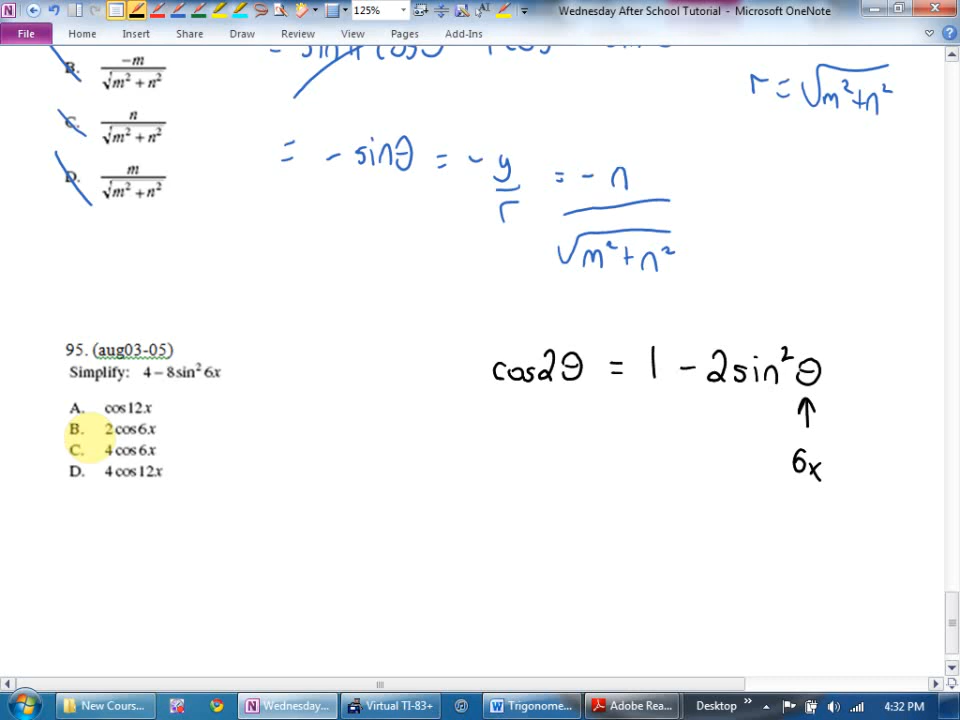 Wednesday After School Tutorial - Microsoft OneNote
125%
File Home Insert Share Draw Review View Pages Add-Ins
B. -m / √m² + n²
r = √m²+n²
C. n / √m² + n²
= - sinθ = - y / r = - n / √m²+n²
D. m / √m² + n²
95. (aug03-05)
Simplify: 4 – 8 sin² 6x
cos2θ = 1 - 2sin²θ
↑
6x
A. cos12x
B. 2 cos 6x
C. 4 cos 6x
D. 4 cos 12x
New Cours... Wednesday... Virtual TI-83+ Trigonome... Adobe Rea... Desktop » 4:32 PM